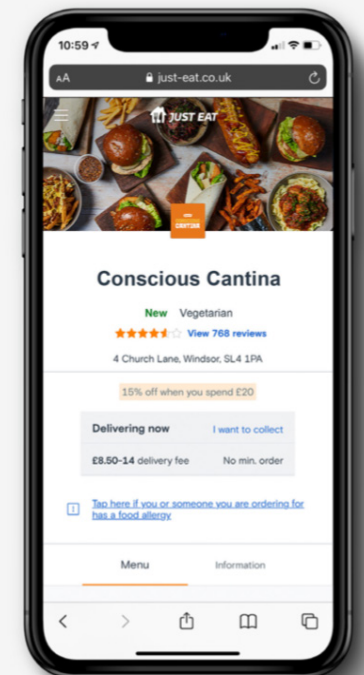 10:59
AA just-eat.co.uk
JUST EAT
CANTINA
Conscious Cantina
New Vegetarian
View 768 reviews
4 Church Lane, Windsor, SL4 1PA
15% off when you spend £20
Delivering now I want to collect
£8.50-14 delivery fee No min. order
Tap here if you or someone you are ordering for
has a food allergy
Menu Information